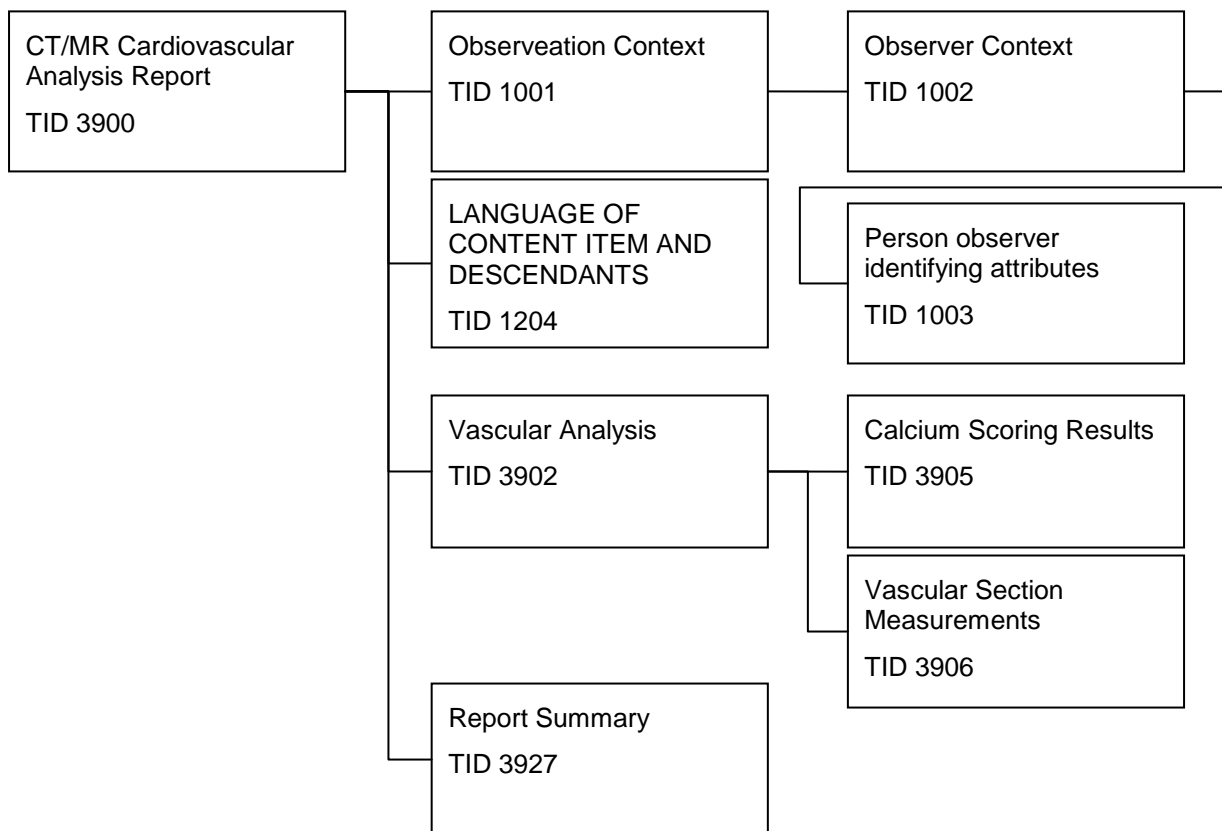 CT/MR Cardiovascular
Analysis Report
TID 3900
Observeation Context
TID 1001
Observer Context
TID 1002
LANGUAGE OF
CONTENT ITEM AND
DESCENDANTS
TID 1204
Person observer
identifying attributes
TID 1003
Vascular Analysis
TID 3902
Calcium Scoring Results
TID 3905
Vascular Section
Measurements
TID 3906
Report Summary
TID 3927